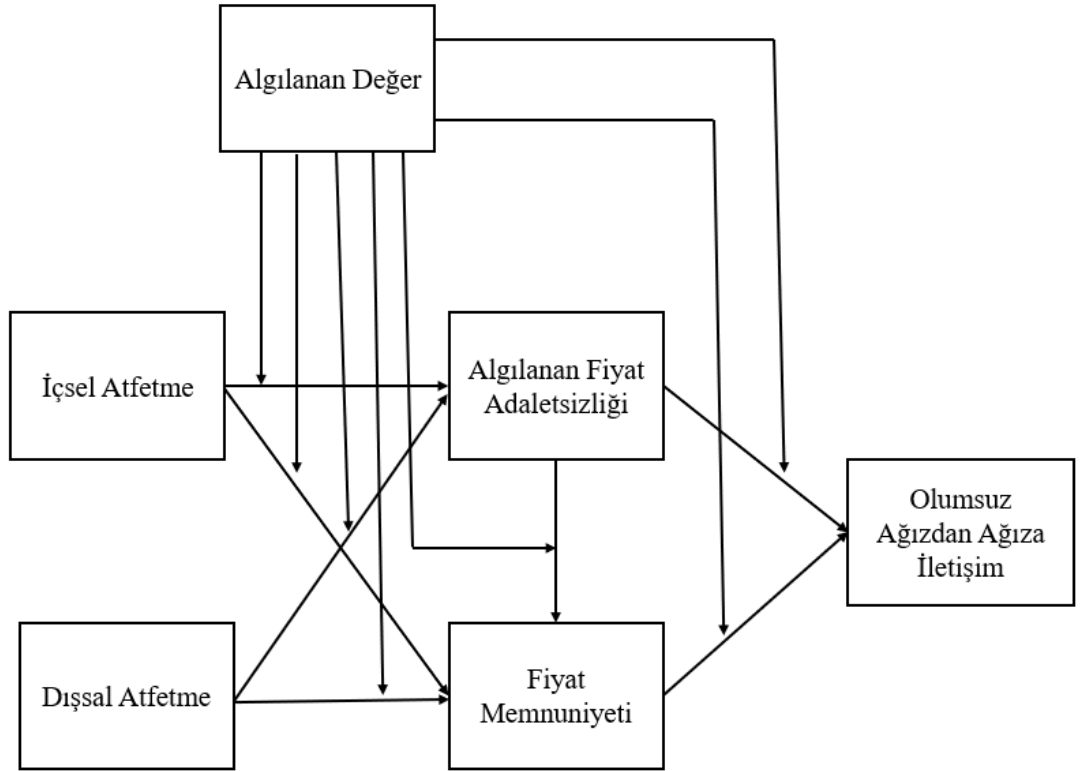 Algılanan Değer
İçsel Atfetme
Algılanan Fiyat
Adaletsizliği
Olumsuz
Ağızdan Ağıza
İletişim
Dışsal Atfetme
Fiyat
Memnuniyeti